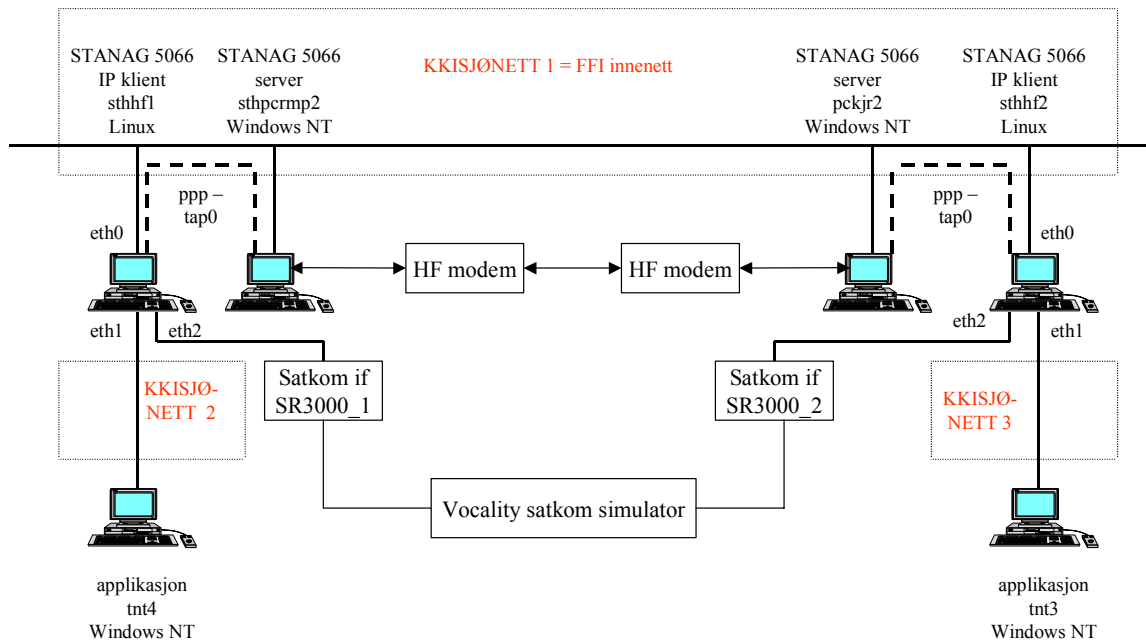 STANAG 5066
IP klient
sthhf1
Linux
STANAG 5066
server
sthpcrmp2
Windows NT
KKISJØNETT 1 = FFI innenett
STANAG 5066
server
pckjr2
Windows NT
STANAG 5066
IP klient
sthhf2
Linux
ppp –
tap0
ppp –
tap0
eth0
eth0
HF modem
HF modem
eth1
eth2
eth2
eth1
KKISJØ-
NETT 2
Satkom if
SR3000_1
Satkom if
SR3000_2
KKISJØ-
NETT 3
Vocality satkom simulator
applikasjon
tnt4
Windows NT
applikasjon
tnt3
Windows NT